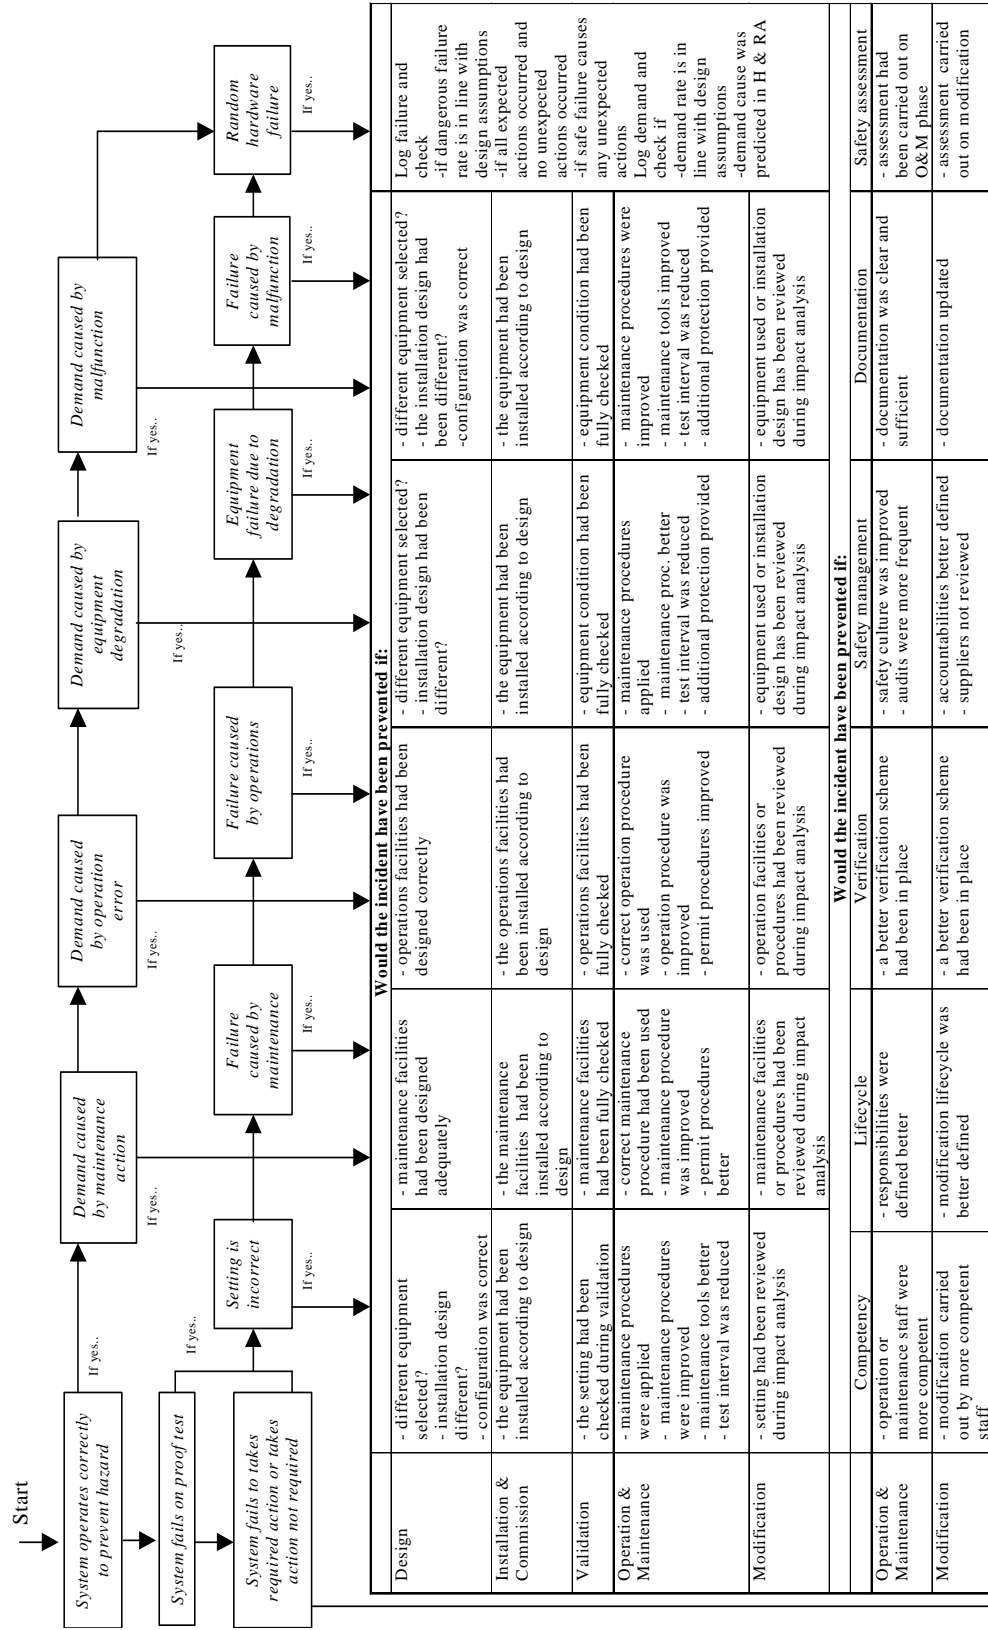 Start
System operates correctly
to prevent hazard
If yes..
Demand caused
by maintenance
action
If yes..
Demand caused
by operation
error
If yes..
Demand caused by
equipment
degradation
If yes...
Demand caused by
malfunction
If yes..
System fails on proof test
System fails to takes
required action or takes
action not required
Setting is
incorrect
If yes..
Failure
caused by
maintenance
If yes..
Failure caused
by operations
If yes..
Equipment
failure due to
degradation
If yes..
Failure
caused by
malfunction
If yes..
Random
hardware
failure
If yes..
Would the incident have been prevented if:
Design
- different equipment
selected?
- installation design
different?
- configuration was correct
- maintenance facilities
had been designed
adequately
- operations facilities had been
designed correctly
- different equipment selected?
- installation design had been
different?
- different equipment selected?
- the installation design had
been different?
-configuration was correct
Log failure and
check
-if dangerous failure
rate is in line with
design assumptions
-if all expected
actions occurred and
no unexpected
actions occurred
-if safe failure causes
any unexpected
actions
Log demand and
check if
-demand rate is in
line with design
assumptions
-demand cause was
predicted in H & RA
Installation &
Commission
- the equipment had been
installed according to design
- the maintenance
facilities had been
installed according to
design
- the operations facilities had
been installed according to
design
- the equipment had been
installed according to design
- the equipment had been
installed according to design
Validation
- the setting had been
checked during validation
- maintenance facilities
had been fully checked
- operations facilities had been
fully checked
- equipment condition had been
fully checked
- equipment condition had been
fully checked
Operation &
Maintenance
- maintenance procedures
were applied
- maintenance procedures
were improved
- maintenance tools better
- test interval was reduced
- correct maintenance
procedure had been used
- maintenance procedure
was improved
- permit procedures
better
- correct operation procedure
was used
- operation procedure was
improved
- permit procedures improved
- maintenance procedures
applied
- maintenance proc. better
- test interval was reduced
- additional protection provided
- maintenance procedures were
improved
- maintenance tools improved
- test interval was reduced
- additional protection provided
Modification
- setting had been reviewed
during impact analysis
- maintenance facilities
or procedures had been
reviewed during impact
analysis
- operation facilities or
procedures had been reviewed
during impact analysis
- equipment used or installation
design has been reviewed
during impact analysis
- equipment used or installation
design has been reviewed
during impact analysis
Would the incident have been prevented if:
Competency
Lifecycle
Verification
Safety management
Documentation
Safety assessment
Operation &
Maintenance
- operation or
maintenance staff were
more competent
- responsibilities were
defined better
- a better verification scheme
had been in place
- safety culture was improved
- audits were more frequent
- documentation was clear and
sufficient
- assessment had
been carried out on
O&M phase
Modification
- modification carried
out by more competent
staff
- modification lifecycle was
better defined
- a better verification scheme
had been in place
- accountabilities better defined
- suppliers not reviewed
- documentation updated
- assessment carried
out on modification